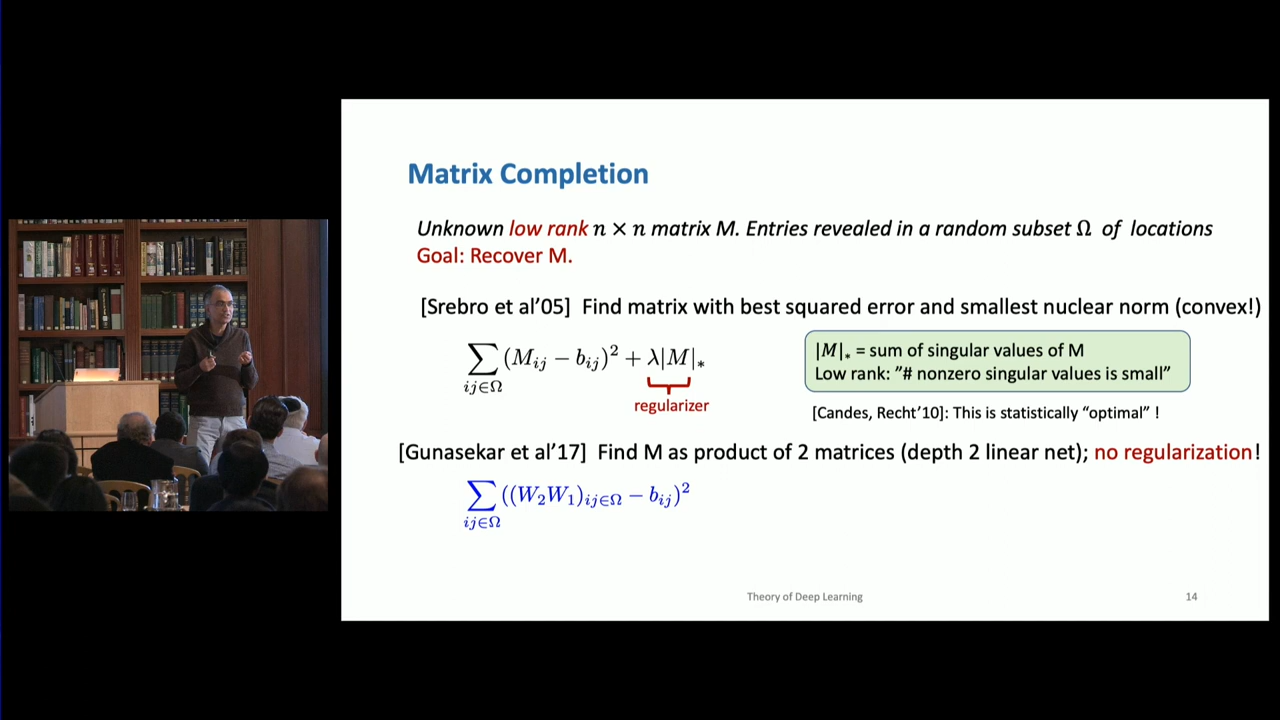 Matrix Completion
Unknown low rank n × n matrix M. Entries revealed in a random subset Ω of locations
Goal: Recover M.
[Srebro et al’05] Find matrix with best squared error and smallest nuclear norm (convex!)
∑_{ij∈Ω} (M_{ij} − b_{ij})² + λ|M|_*
regularizer
|M|_* = sum of singular values of M
Low rank: ”# nonzero singular values is small”
[Candes, Recht’10]: This is statistically “optimal” !
[Gunasekar et al’17] Find M as product of 2 matrices (depth 2 linear net); no regularization!
∑_{ij∈Ω} ((W₂W₁)_{ij∈Ω} − b_{ij})²
Theory of Deep Learning
14